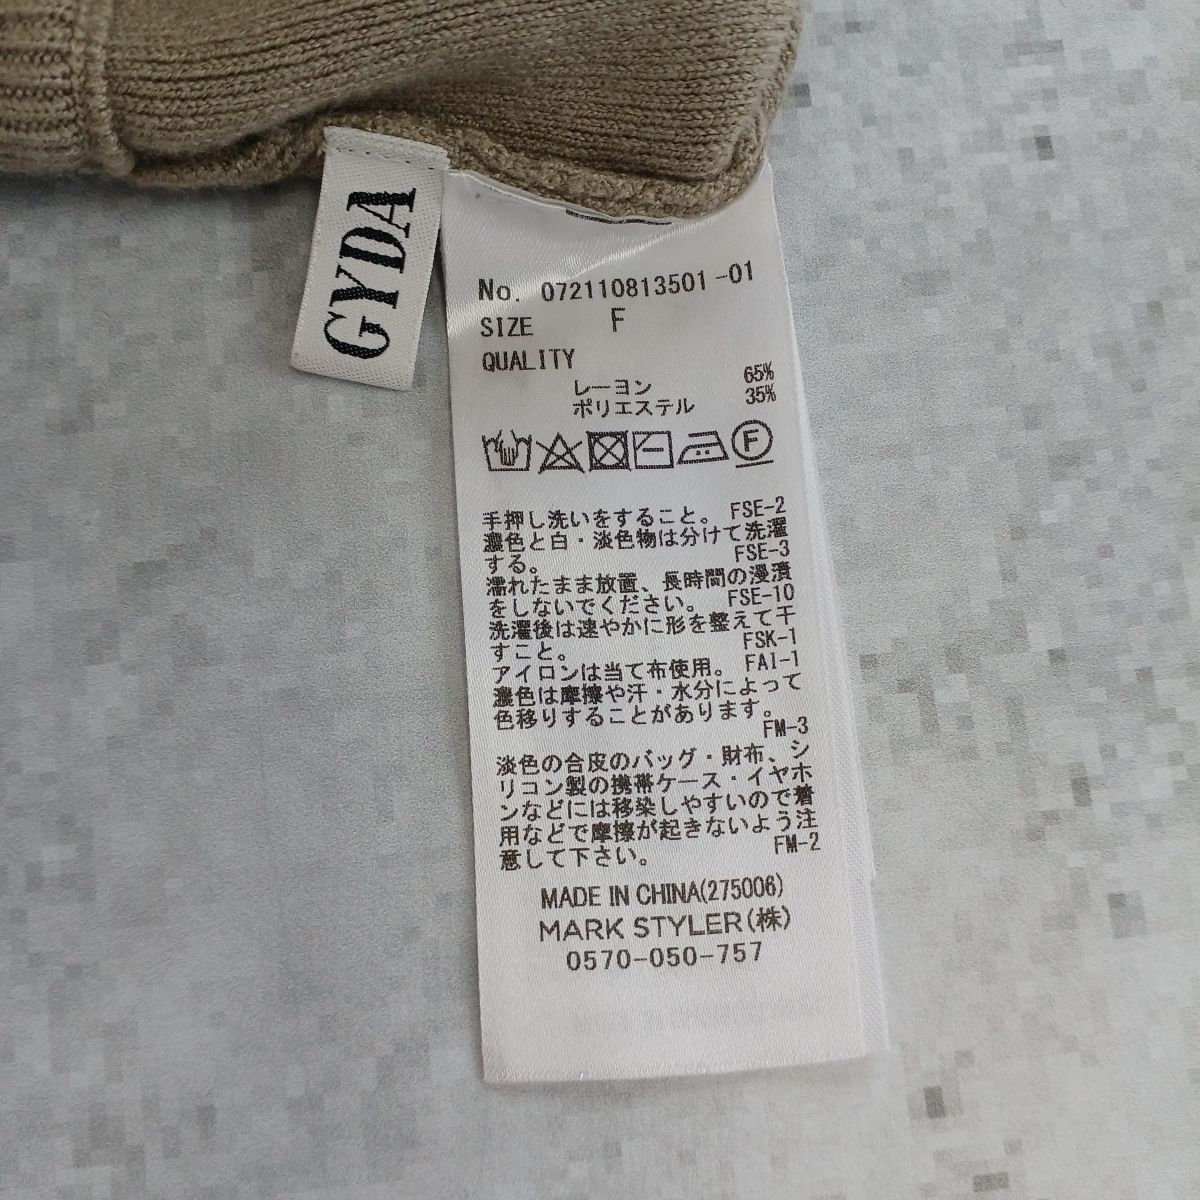 GYDA
No. 072110813501-01
SIZE F
QUALITY
レーヨン 65%
ポリエステル 35%
F
手押し洗いをすること。 FSE-2
濃色と白・淡色物は分けて洗濯
する。 FSE-3
濡れたまま放置、長時間の浸漬
をしないでください。 FSE-10
洗濯後は速やかに形を整えて干
すこと。 FSK-1
アイロンは当て布使用。 FAI-1
濃色は摩擦や汗・水分によって
色移りすることがあります。
FM-3
淡色の合皮のバッグ・財布、シ
リコン製の携帯ケース・イヤホ
ンなどには移染しやすいので着
用などで摩擦が起きないよう注
意して下さい。 FM-2
MADE IN CHINA(275006)
MARK STYLER(株)
0570-050-757